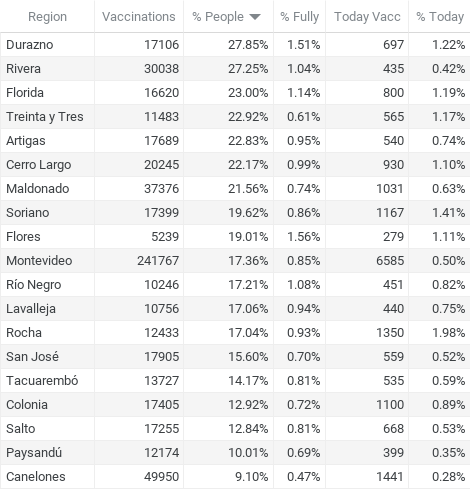 Region Vaccinations % People % Fully Today Vacc % Today
Durazno 17106 27.85% 1.51% 697 1.22%
Rivera 30038 27.25% 1.04% 435 0.42%
Florida 16620 23.00% 1.14% 800 1.19%
Treinta y Tres 11483 22.92% 0.61% 565 1.17%
Artigas 17689 22.83% 0.95% 540 0.74%
Cerro Largo 20245 22.17% 0.99% 930 1.10%
Maldonado 37376 21.56% 0.74% 1031 0.63%
Soriano 17399 19.62% 0.86% 1167 1.41%
Flores 5239 19.01% 1.56% 279 1.11%
Montevideo 241767 17.36% 0.85% 6585 0.50%
Río Negro 10246 17.21% 1.08% 451 0.82%
Lavalleja 10756 17.06% 0.94% 440 0.75%
Rocha 12433 17.04% 0.93% 1350 1.98%
San José 17905 15.60% 0.70% 559 0.52%
Tacuarembó 13727 14.17% 0.81% 535 0.59%
Colonia 17405 12.92% 0.72% 1100 0.89%
Salto 17255 12.84% 0.81% 668 0.53%
Paysandú 12174 10.01% 0.69% 399 0.35%
Canelones 49950 9.10% 0.47% 1441 0.28%